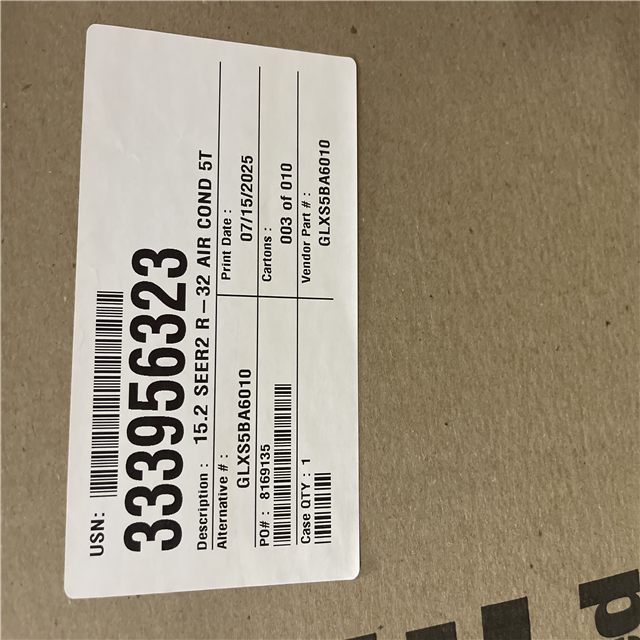 USN:
333956323
Description : 15.2 SEER2 R-32 AIR COND 5T
Alternative # :
GLXS5BA6010
Print Date :
07/15/2025
PO# : 8169135
Cartons :
003 of 010
Case QTY : 1
Vendor Part # :
GLXS5BA6010